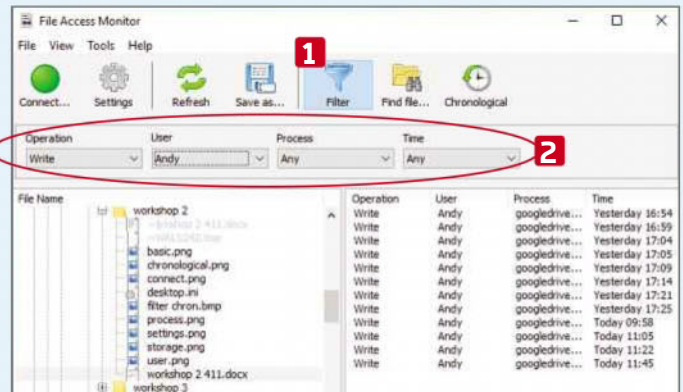 File Access Monitor
File View Tools Help
1
Connect... Settings Refresh Save as... Filter Find file... Chronological
Operation User Process Time
Write Andy Any Any
2
File Name Operation User Process Time
workshop 2
basic.png
chronological.png
connect.png
desktop.ini
filter chron.bmp
process.png
settings.png
storage.png
user.png
workshop 2 411.docx
workshop 3
Write Andy googledrive... Yesterday 16:54
Write Andy googledrive... Yesterday 16:59
Write Andy googledrive... Yesterday 17:04
Write Andy googledrive... Yesterday 17:05
Write Andy googledrive... Yesterday 17:09
Write Andy googledrive... Yesterday 17:14
Write Andy googledrive... Yesterday 17:21
Write Andy googledrive... Yesterday 17:25
Write Andy googledrive... Today 09:58
Write Andy googledrive... Today 11:05
Write Andy googledrive... Today 11:22
Write Andy googledrive... Today 11:45